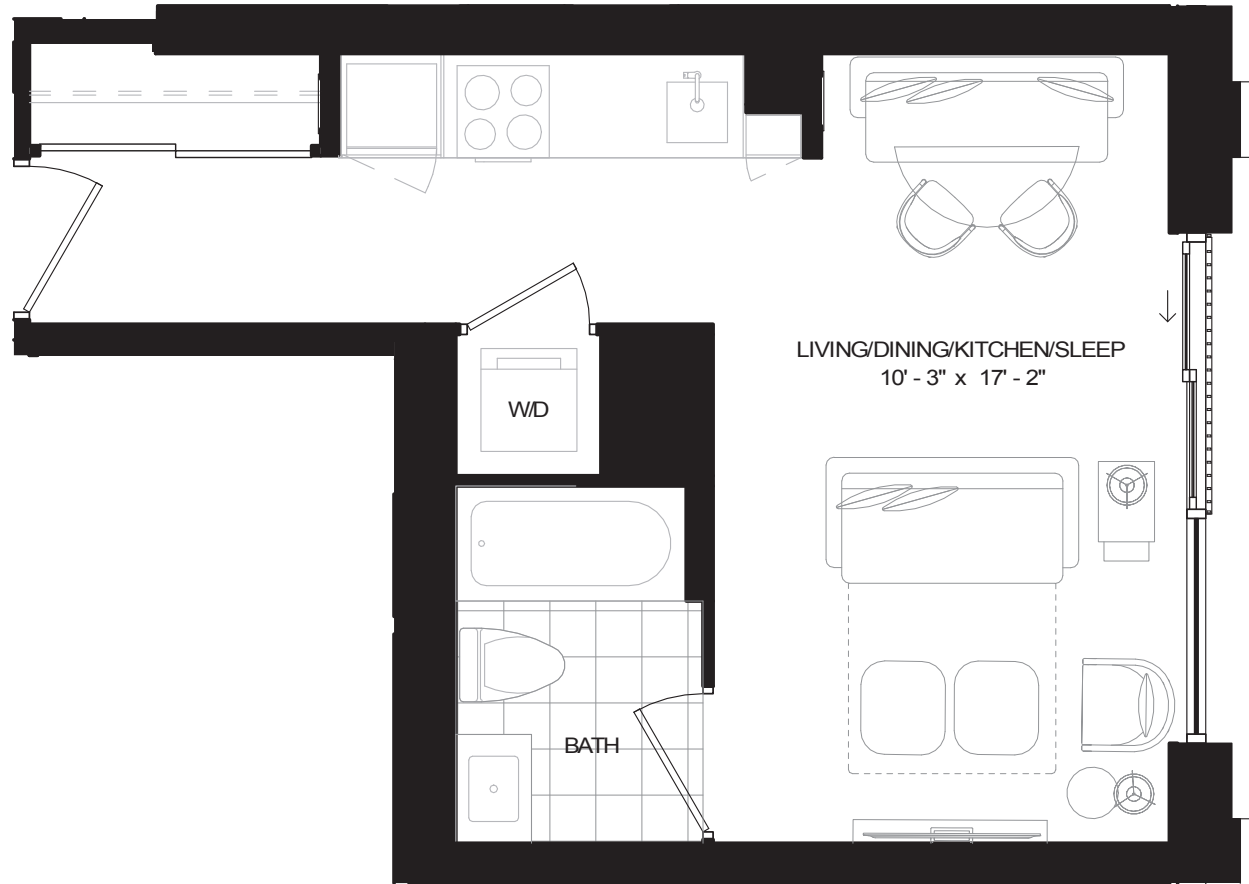 LIVING/DINING/KITCHEN/SLEEP
10' - 3" x 17' - 2"
W/D
BATH